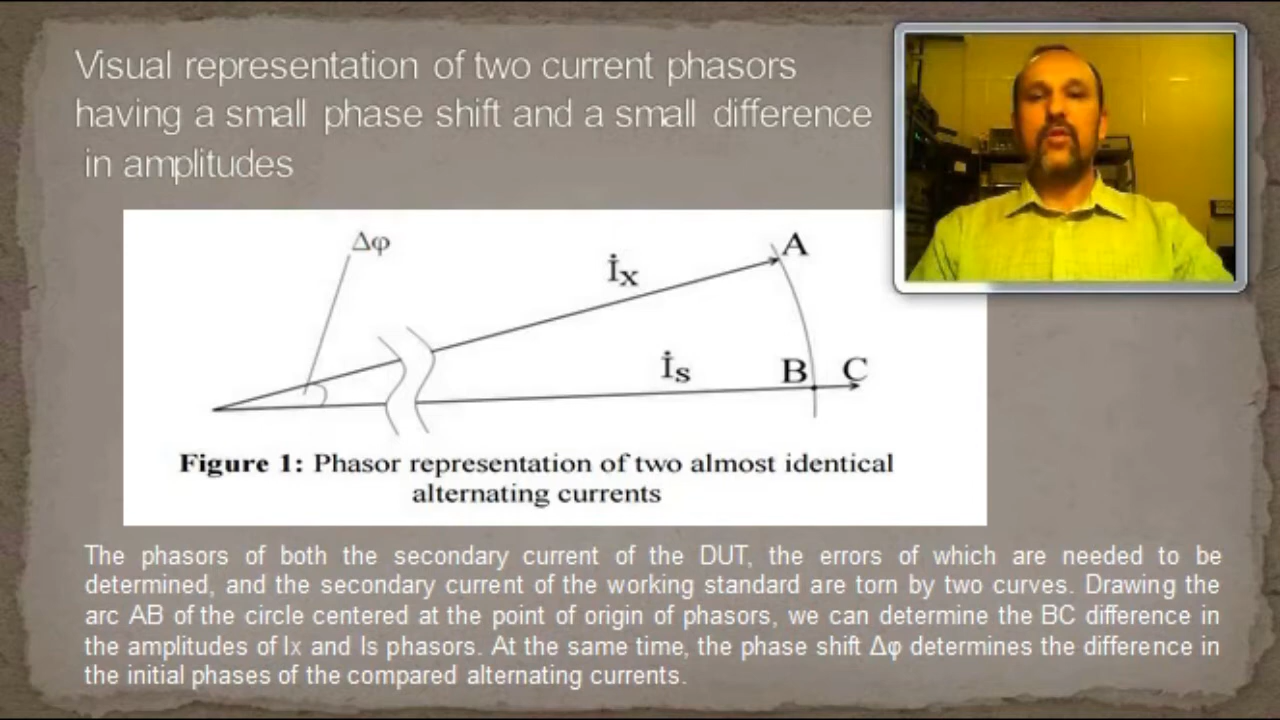 Visual representation of two current phasors
having a small phase shift and a small difference
in amplitudes
Δφ
İx
A
İs
B
C
Figure 1: Phasor representation of two almost identical
alternating currents
The phasors of both the secondary current of the DUT, the errors of which are needed to be
determined, and the secondary current of the working standard are torn by two curves. Drawing the
arc AB of the circle centered at the point of origin of phasors, we can determine the BC difference in
the amplitudes of Ix and Is phasors. At the same time, the phase shift Δφ determines the difference in
the initial phases of the compared alternating currents.